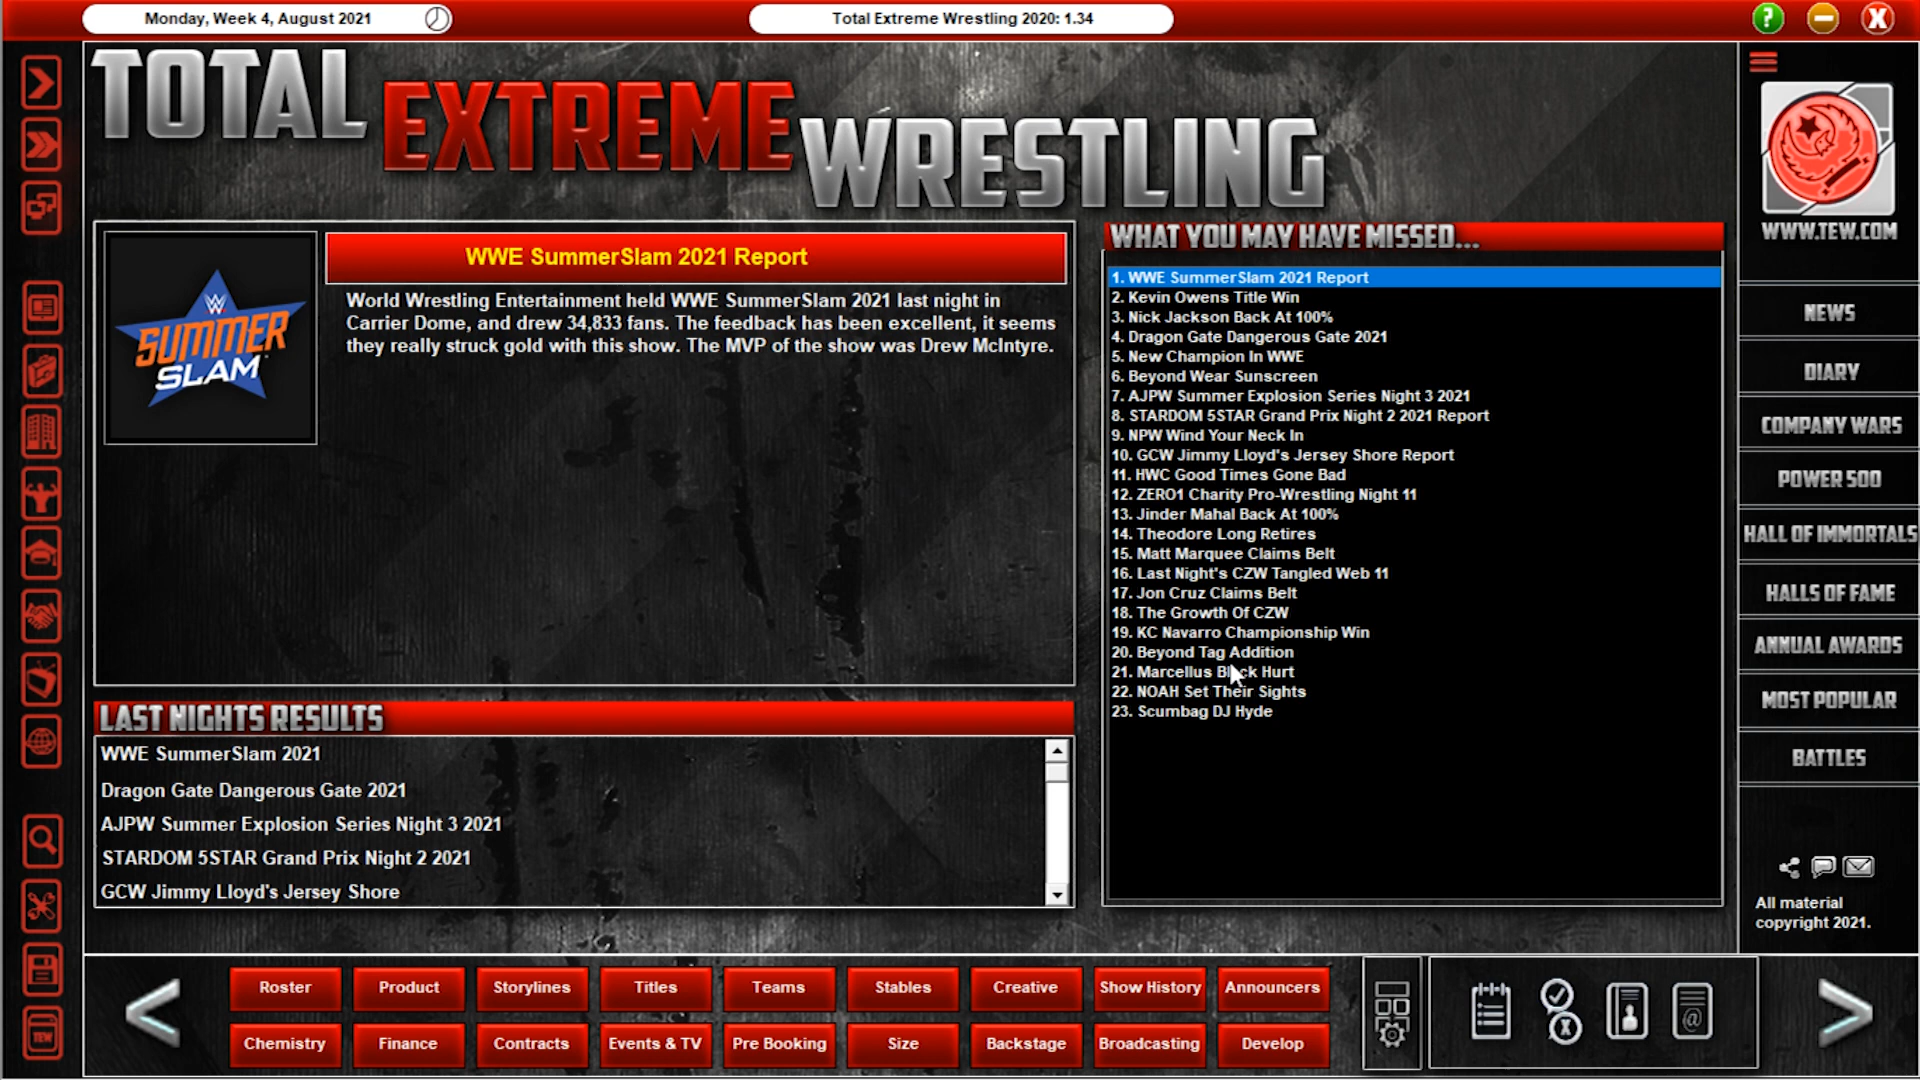 Monday, Week 4, August 2021
Total Extreme Wrestling 2020: 1.34
TOTAL EXTREME WRESTLING
WWE SummerSlam 2021 Report
World Wrestling Entertainment held WWE SummerSlam 2021 last night in
Carrier Dome, and drew 34,833 fans. The feedback has been excellent, it seems
they really struck gold with this show. The MVP of the show was Drew McIntyre.
SUMMER
SLAM
LAST NIGHTS RESULTS
WWE SummerSlam 2021
Dragon Gate Dangerous Gate 2021
AJPW Summer Explosion Series Night 3 2021
STARDOM 5STAR Grand Prix Night 2 2021
GCW Jimmy Lloyd's Jersey Shore
WHAT YOU MAY HAVE MISSED...
1. WWE SummerSlam 2021 Report
2. Kevin Owens Title Win
3. Nick Jackson Back At 100%
4. Dragon Gate Dangerous Gate 2021
5. New Champion In WWE
6. Beyond Wear Sunscreen
7. AJPW Summer Explosion Series Night 3 2021
8. STARDOM 5STAR Grand Prix Night 2 2021 Report
9. NPW Wind Your Neck In
10. GCW Jimmy Lloyd's Jersey Shore Report
11. HWC Good Times Gone Bad
12. ZERO1 Charity Pro-Wrestling Night 11
13. Jinder Mahal Back At 100%
14. Theodore Long Retires
15. Matt Marquee Claims Belt
16. Last Night's CZW Tangled Web 11
17. Jon Cruz Claims Belt
18. The Growth Of CZW
19. KC Navarro Championship Win
20. Beyond Tag Addition
21. Marcellus Black Hurt
22. NOAH Set Their Sights
23. Scumbag DJ Hyde
WWW.TEW.COM
NEWS
DIARY
COMPANY WARS
POWER 500
HALL OF IMMORTALS
HALLS OF FAME
ANNUAL AWARDS
MOST POPULAR
BATTLES
All material
copyright 2021.
Roster Product Storylines Titles Teams Stables Creative Show History Announcers
Chemistry Finance Contracts Events & TV Pre Booking Size Backstage Broadcasting Develop
TEW